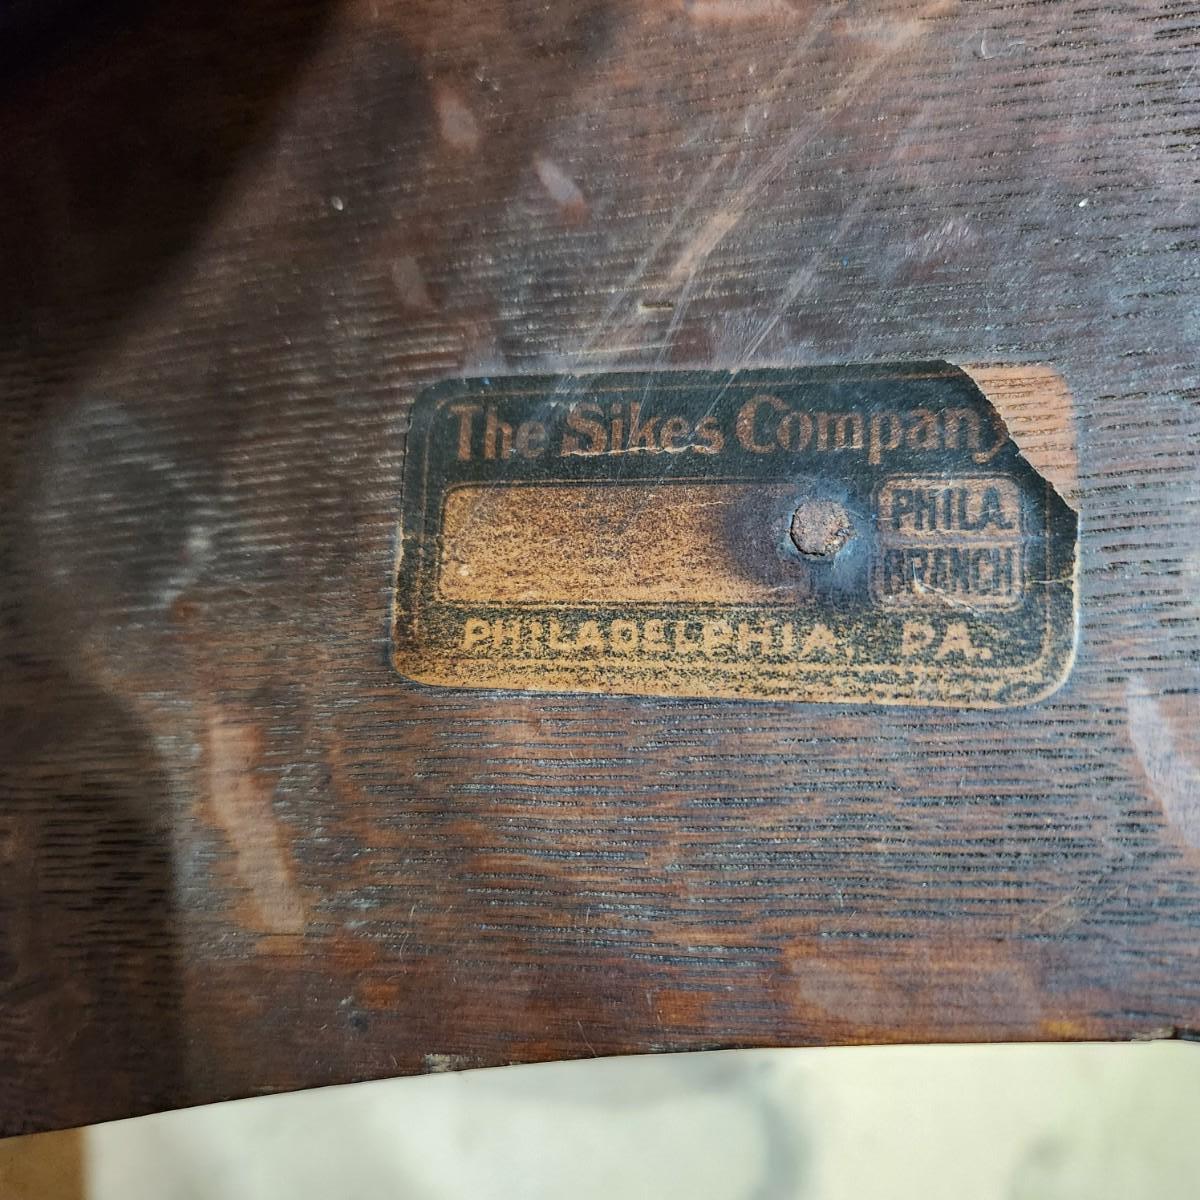 The Sikes Company
PHILA.
BRANCH
PHILADELPHIA, PA.